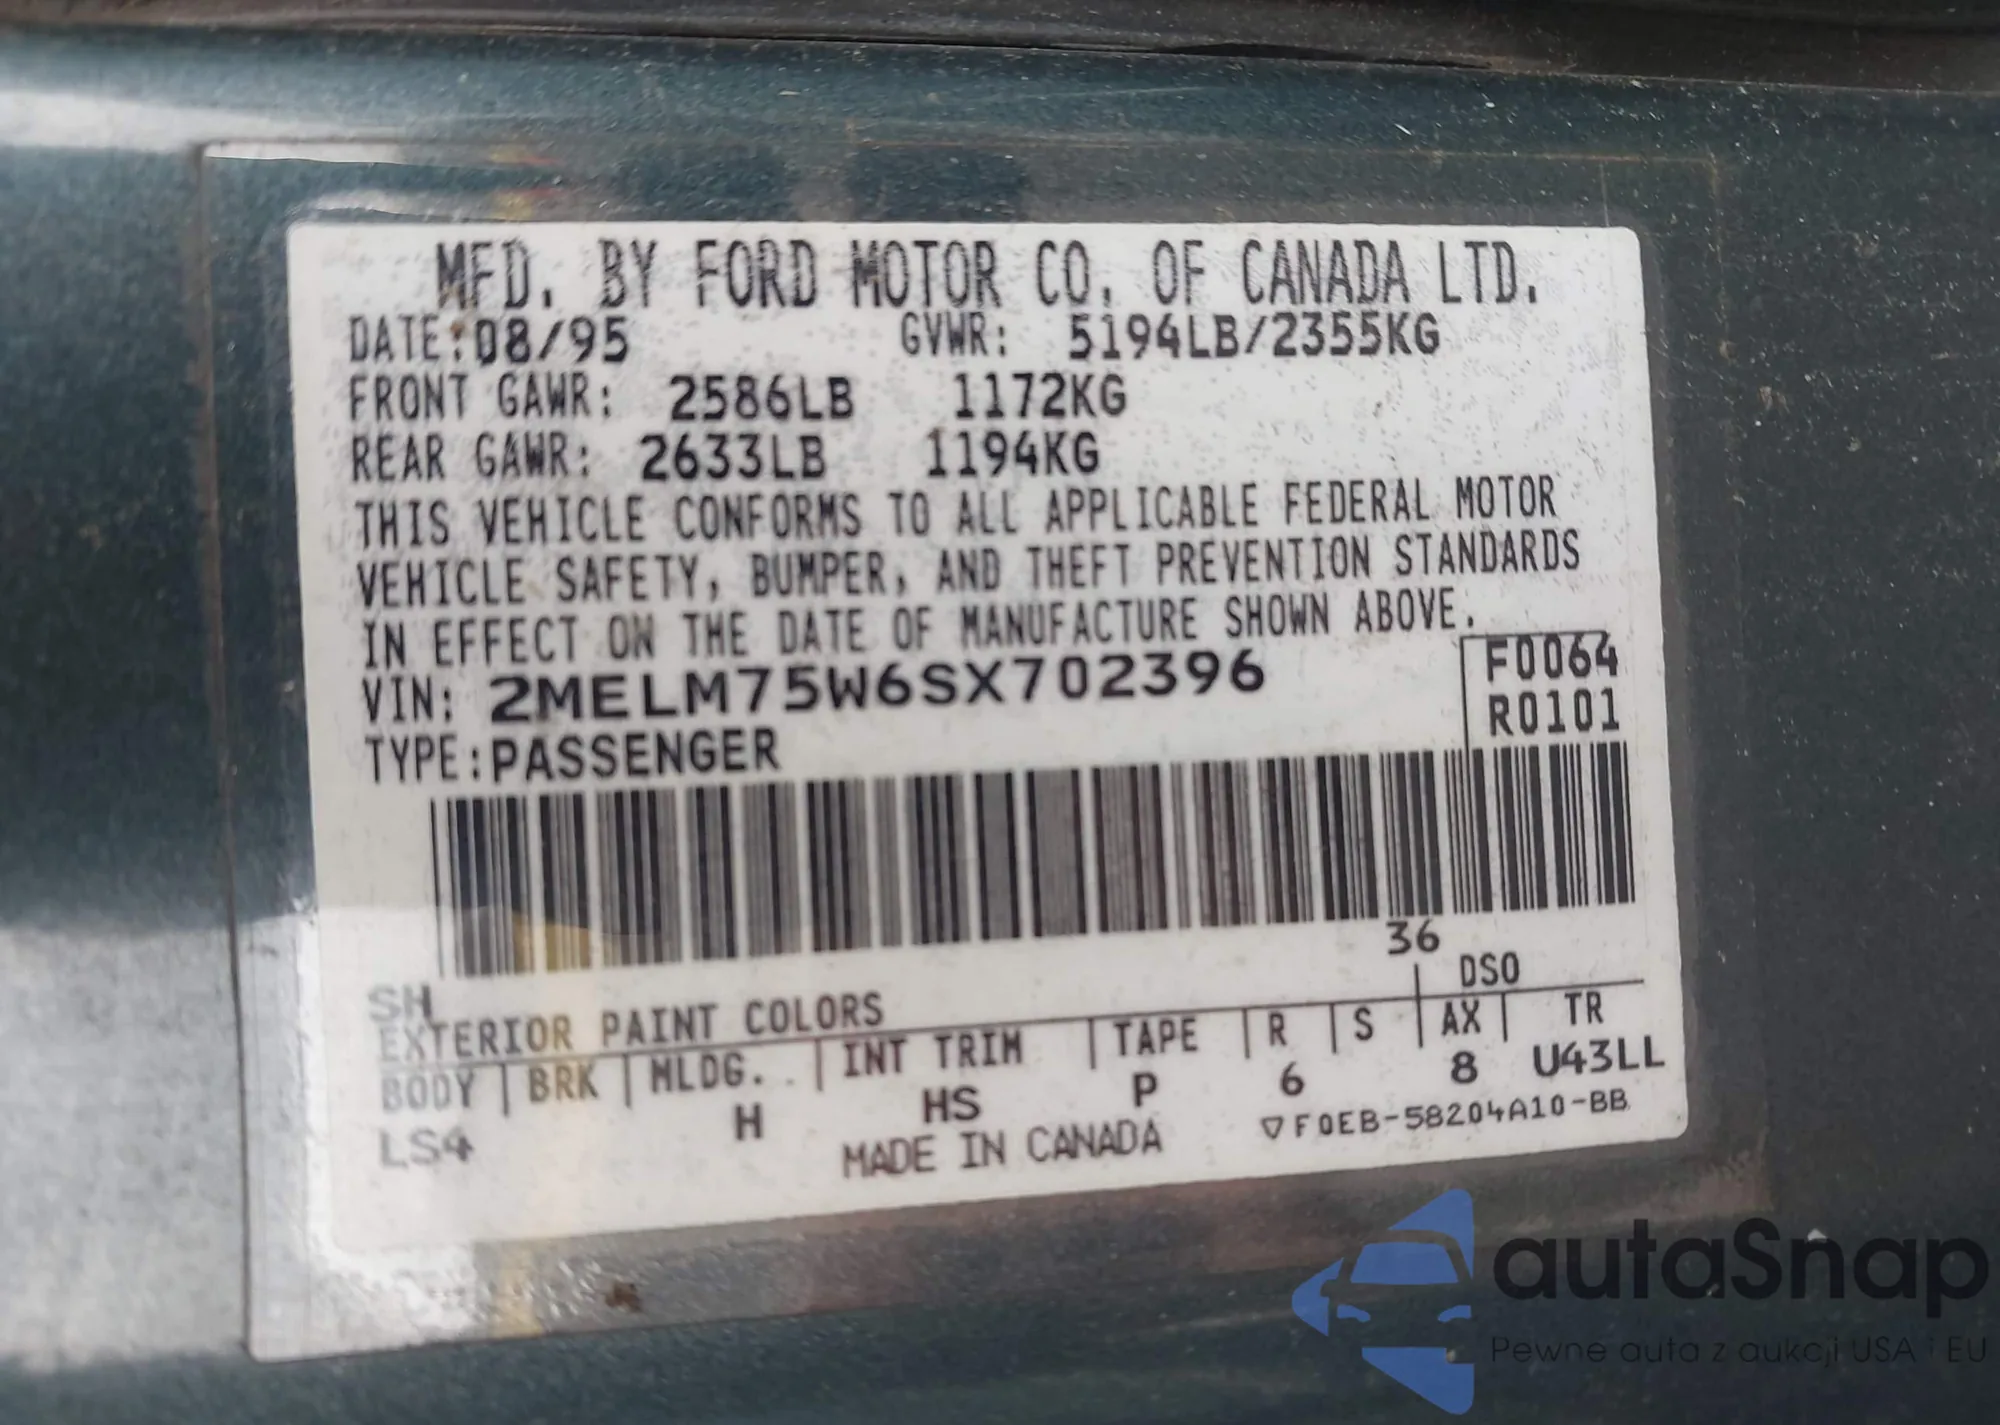 MFD. BY FORD MOTOR CO. OF CANADA LTD.
DATE: 08/95 GVWR: 5194LB/2355KG
FRONT GAWR: 2586LB 1172KG
REAR GAWR: 2633LB 1194KG
THIS VEHICLE CONFORMS TO ALL APPLICABLE FEDERAL MOTOR
VEHICLE SAFETY, BUMPER, AND THEFT PREVENTION STANDARDS
IN EFFECT ON THE DATE OF MANUFACTURE SHOWN ABOVE.
F0064
VIN: 2MELM75W6SX702396
R0101
TYPE: PASSENGER
36
SH DSO
EXTERIOR PAINT COLORS
BODY BRK MLDG. INT TRIM TAPE R S AX TR
LS4 H HS P 6 8 U43LL
MADE IN CANADA F0EB-58204A10-BB
autaSnap
Pewne auta z aukcji USA i EU